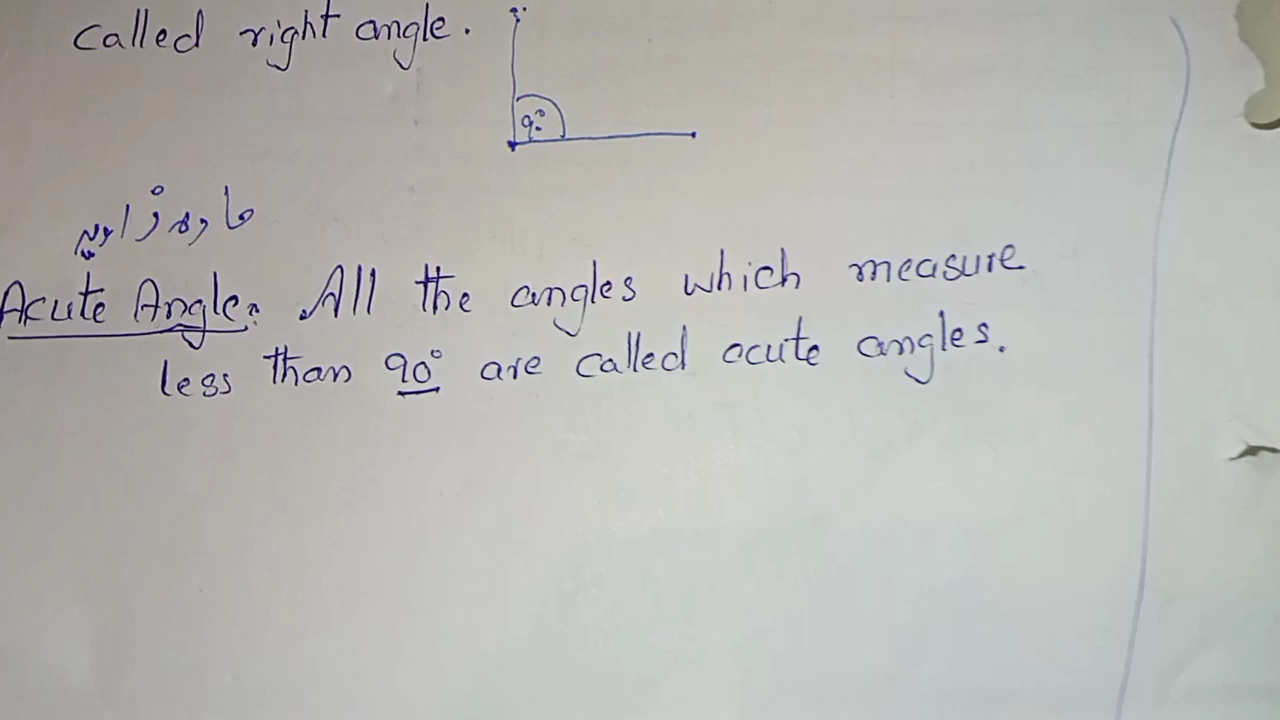 called right angle.
90°
حاده زاویہ
Acute Angle: All the angles which measure
less than 90° are called acute angles.